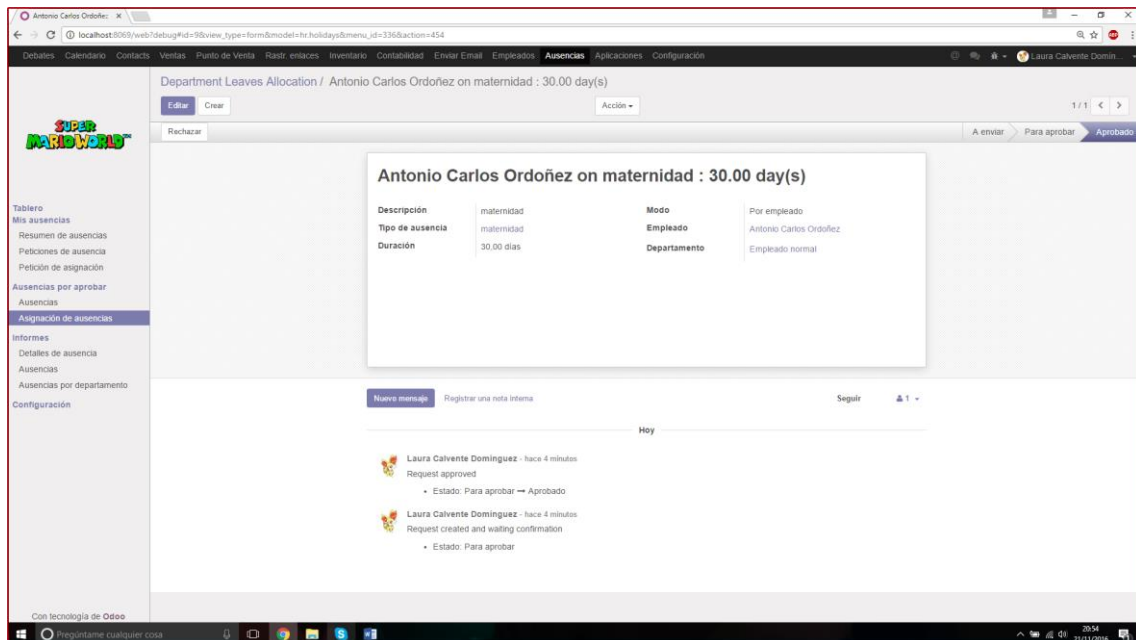 Antonio Carlos Ordoñez
localhost:8069/web?debug#id=9&view_type=form&model=hr.holidays&menu_id=336&action=454
Debates Calendario Contacts Ventas Punto de Venta Rastr. enlaces Inventario Contabilidad Enviar Email Empleados Ausencias Aplicaciones Configuración Laura Calvente Domin...
Department Leaves Allocation / Antonio Carlos Ordoñez on maternidad : 30.00 day(s)
Editar Crear Acción 1 / 1
Rechazar A enviar Para aprobar Aprobado
SUPER
MARIO WORLD
Antonio Carlos Ordoñez on maternidad : 30.00 day(s)
Descripción maternidad Modo Por empleado
Tipo de ausencia maternidad Empleado Antonio Carlos Ordoñez
Duración 30,00 días Departamento Empleado normal
Tablero
Mis ausencias
Resumen de ausencias
Peticiones de ausencia
Petición de asignación
Ausencias por aprobar
Ausencias
Asignación de ausencias
Informes
Detalles de ausencia
Ausencias
Ausencias por departamento
Configuración
Nuevo mensaje Registrar una nota interna Seguir 1
Hoy
Laura Calvente Dominguez - hace 4 minutos
Request approved
• Estado: Para aprobar → Aprobado
Laura Calvente Dominguez - hace 4 minutos
Request created and waiting confirmation
• Estado: Para aprobar
Con tecnología de Odoo
Pregúntame cualquier cosa
20:54
21/11/2016